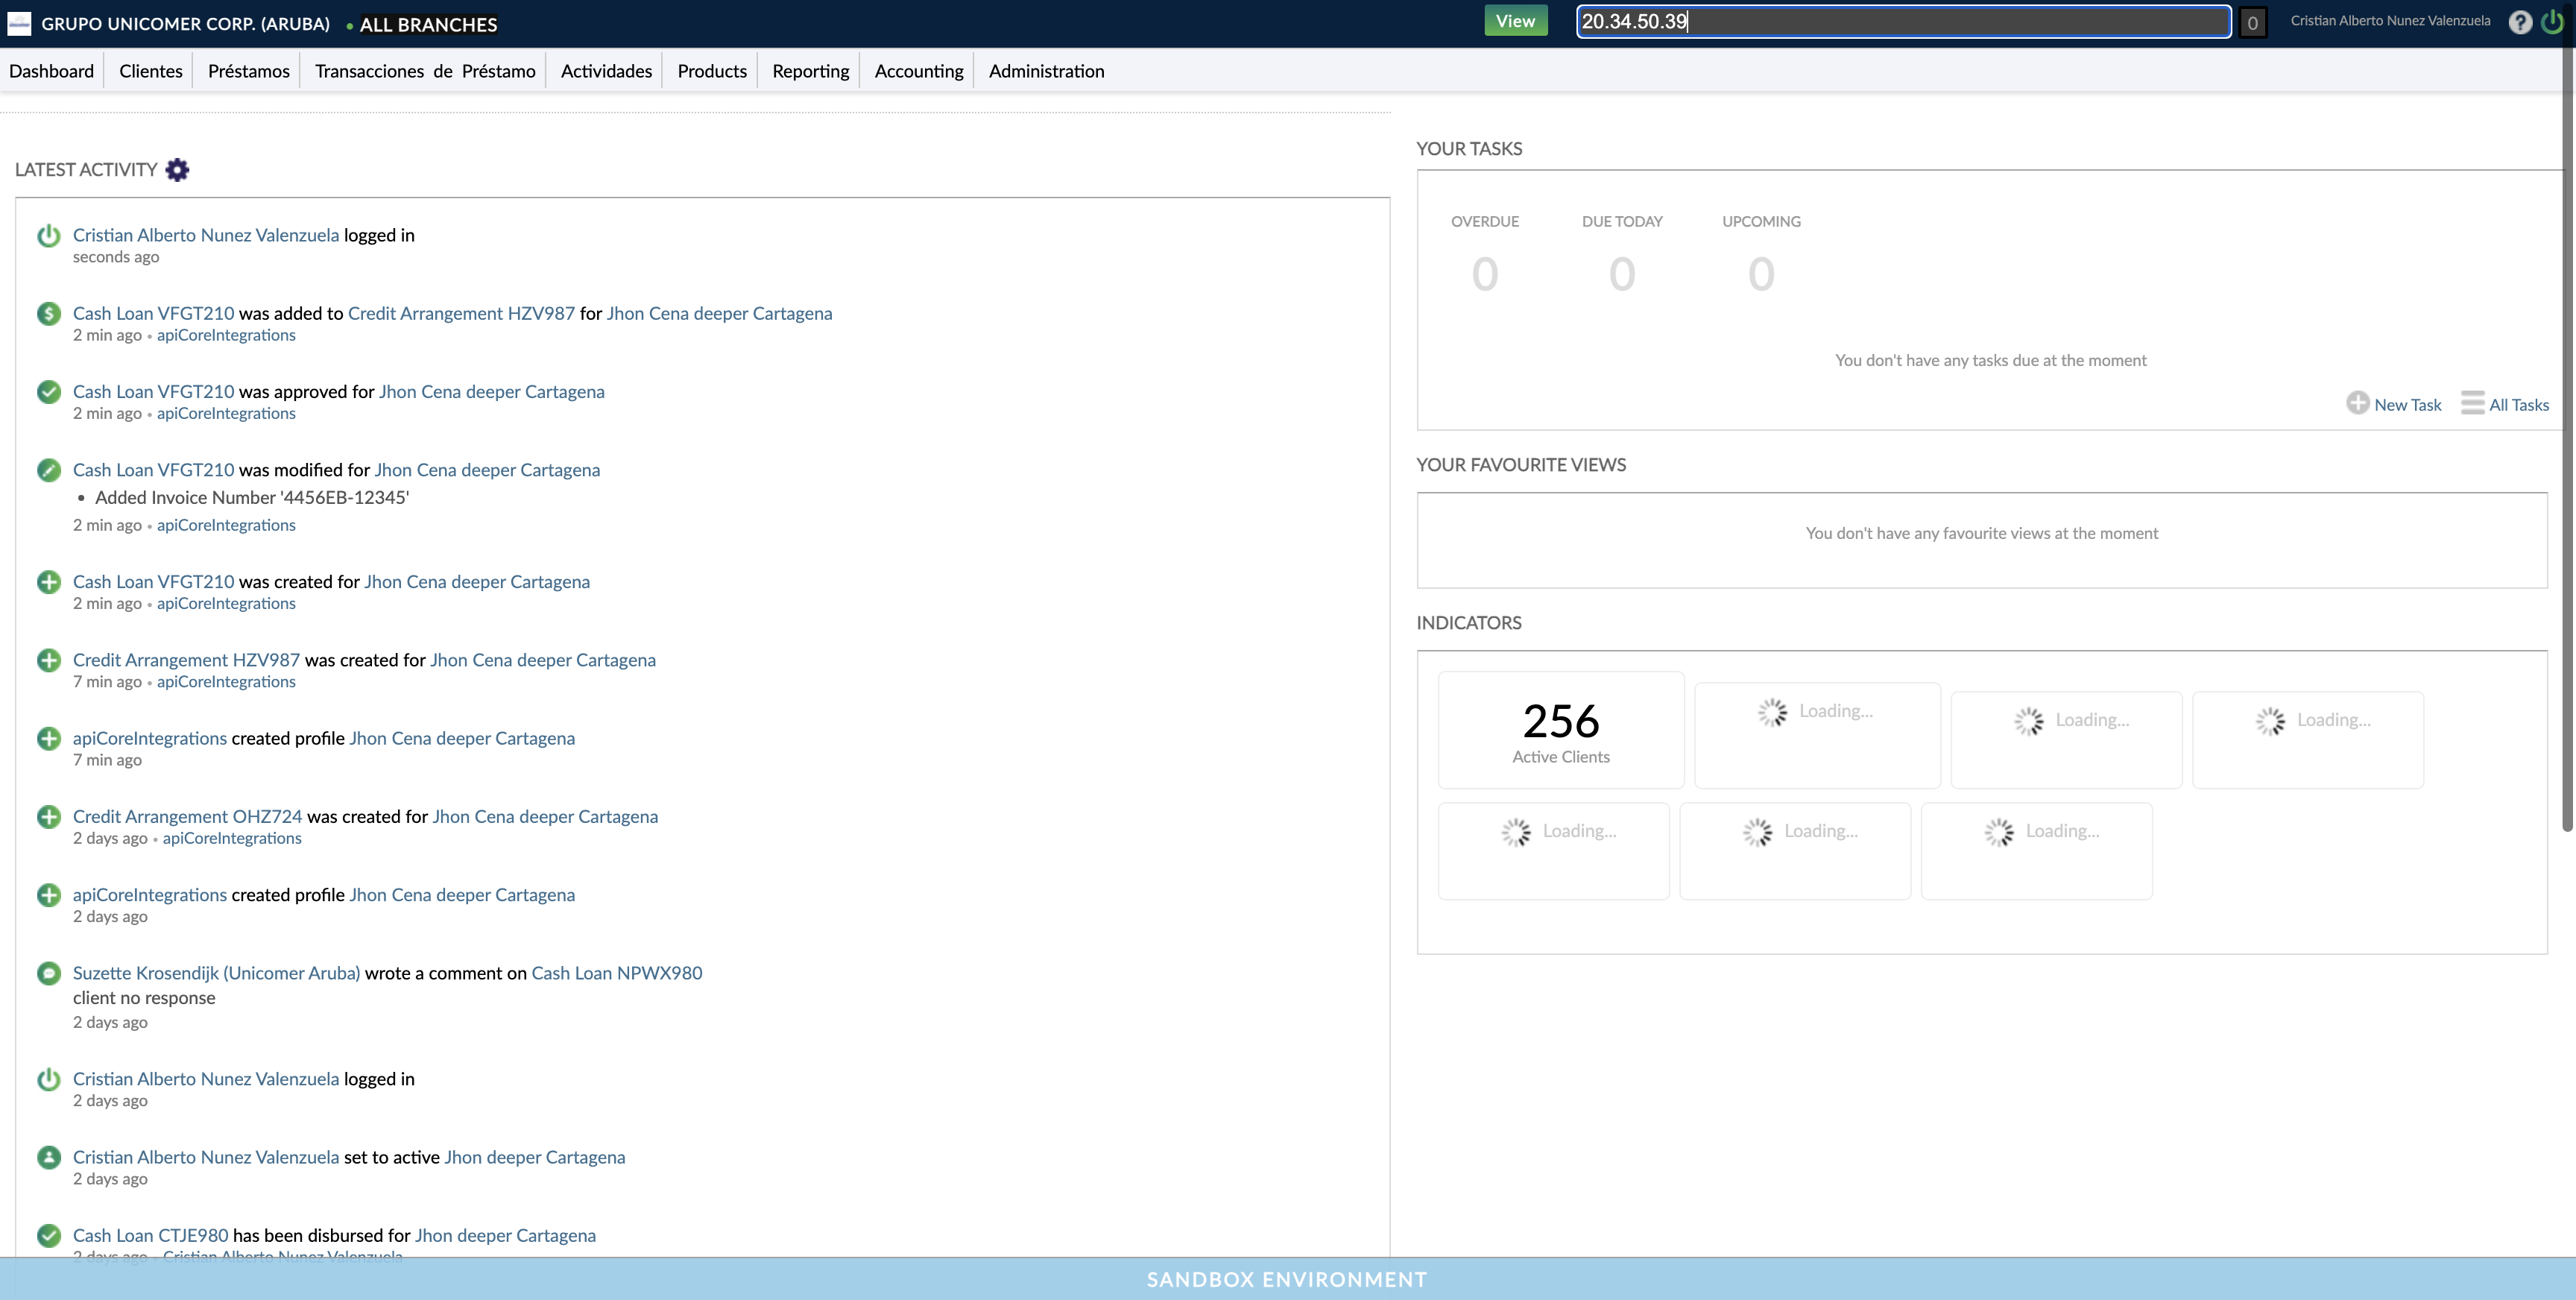 GRUPO UNICOMER CORP. (ARUBA) • ALL BRANCHES
View
20.34.50.39
0
Cristian Alberto Nunez Valenzuela
?
Dashboard
Clientes
Préstamos
Transacciones de Préstamo
Actividades
Products
Reporting
Accounting
Administration
LATEST ACTIVITY
Cristian Alberto Nunez Valenzuela logged in
seconds ago
Cash Loan VFGT210 was added to Credit Arrangement HZV987 for Jhon Cena deeper Cartagena
2 min ago • apiCoreIntegrations
Cash Loan VFGT210 was approved for Jhon Cena deeper Cartagena
2 min ago • apiCoreIntegrations
Cash Loan VFGT210 was modified for Jhon Cena deeper Cartagena
• Added Invoice Number '4456EB-12345'
2 min ago • apiCoreIntegrations
Cash Loan VFGT210 was created for Jhon Cena deeper Cartagena
2 min ago • apiCoreIntegrations
Credit Arrangement HZV987 was created for Jhon Cena deeper Cartagena
7 min ago • apiCoreIntegrations
apiCoreIntegrations created profile Jhon Cena deeper Cartagena
7 min ago
Credit Arrangement OHZ724 was created for Jhon Cena deeper Cartagena
2 days ago • apiCoreIntegrations
apiCoreIntegrations created profile Jhon Cena deeper Cartagena
2 days ago
Suzette Krosendijk (Unicomer Aruba) wrote a comment on Cash Loan NPWX980
client no response
2 days ago
Cristian Alberto Nunez Valenzuela logged in
2 days ago
Cristian Alberto Nunez Valenzuela set to active Jhon deeper Cartagena
2 days ago
Cash Loan CTJE980 has been disbursed for Jhon deeper Cartagena
2 days ago • Cristian Alberto Nunez Valenzuela
YOUR TASKS
OVERDUE
DUE TODAY
UPCOMING
0
0
0
You don't have any tasks due at the moment
New Task
All Tasks
YOUR FAVOURITE VIEWS
You don't have any favourite views at the moment
INDICATORS
256
Active Clients
Loading...
Loading...
Loading...
Loading...
Loading...
Loading...
SANDBOX ENVIRONMENT